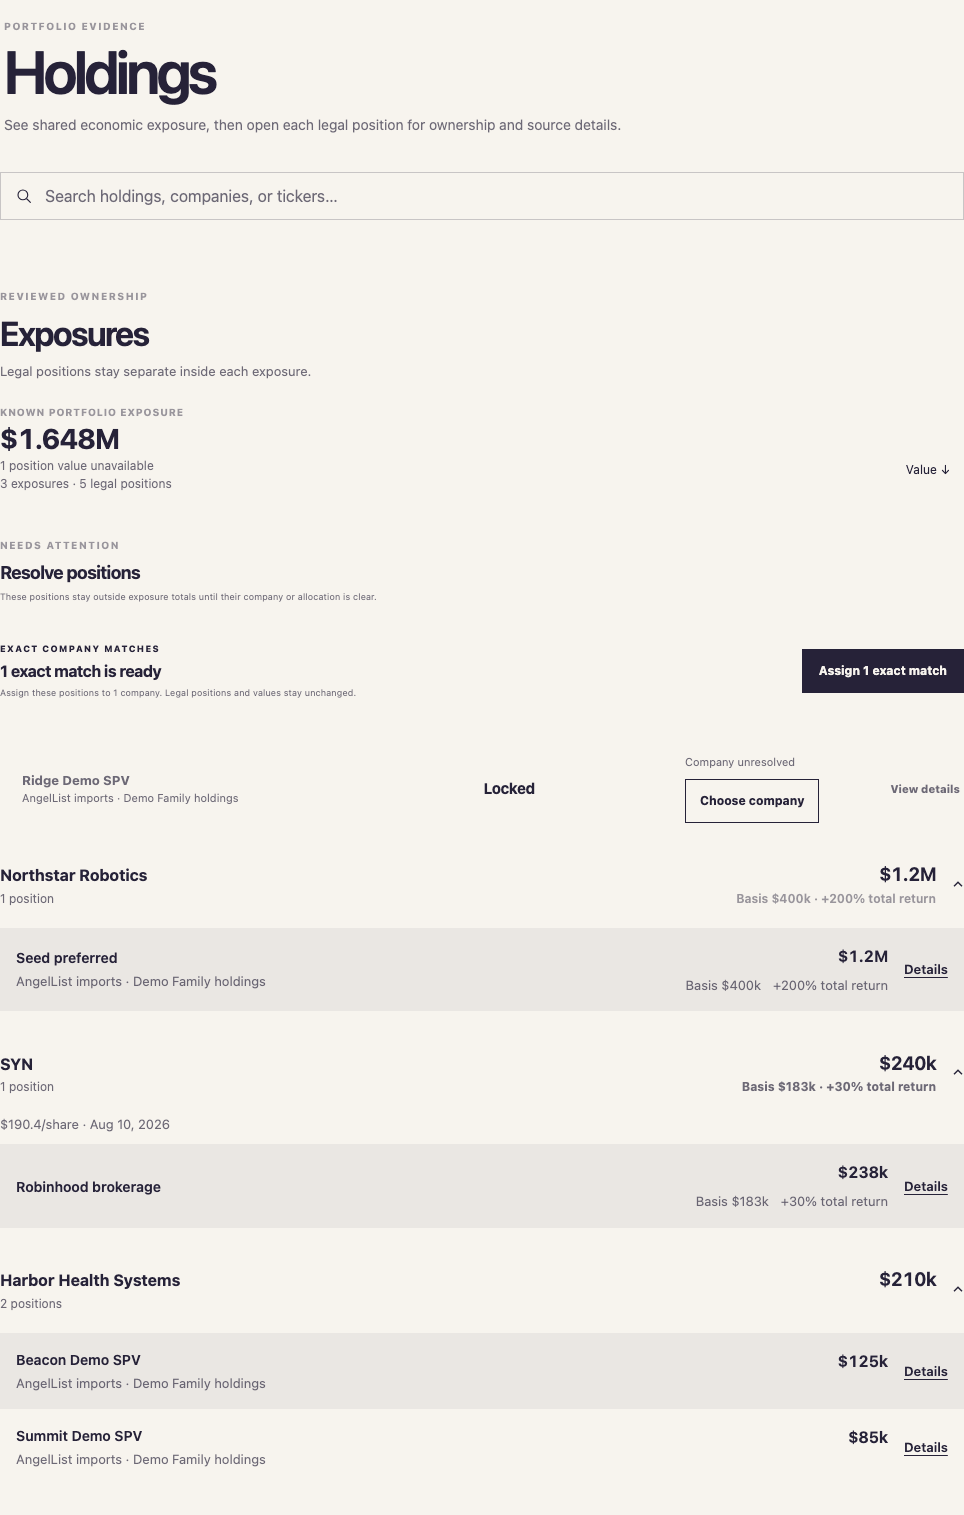 PORTFOLIO EVIDENCE
Holdings
See shared economic exposure, then open each legal position for ownership and source details.
Search holdings, companies, or tickers...
REVIEWED OWNERSHIP
Exposures
Legal positions stay separate inside each exposure.
KNOWN PORTFOLIO EXPOSURE
$1.648M
1 position value unavailable
Value ↓
3 exposures · 5 legal positions
NEEDS ATTENTION
Resolve positions
These positions stay outside exposure totals until their company or allocation is clear.
EXACT COMPANY MATCHES
1 exact match is ready
Assign 1 exact match
Assign these positions to 1 company. Legal positions and values stay unchanged.
Company unresolved
Ridge Demo SPV
AngelList imports · Demo Family holdings
Locked
Choose company
View details
Northstar Robotics
$1.2M
1 position
Basis $400k · +200% total return
Seed preferred
$1.2M
AngelList imports · Demo Family holdings
Basis $400k +200% total return
Details
SYN
$240k
1 position
Basis $183k · +30% total return
$190.4/share · Aug 10, 2026
Robinhood brokerage
$238k
Basis $183k +30% total return
Details
Harbor Health Systems
$210k
2 positions
Beacon Demo SPV
$125k
AngelList imports · Demo Family holdings
Details
Summit Demo SPV
$85k
AngelList imports · Demo Family holdings
Details